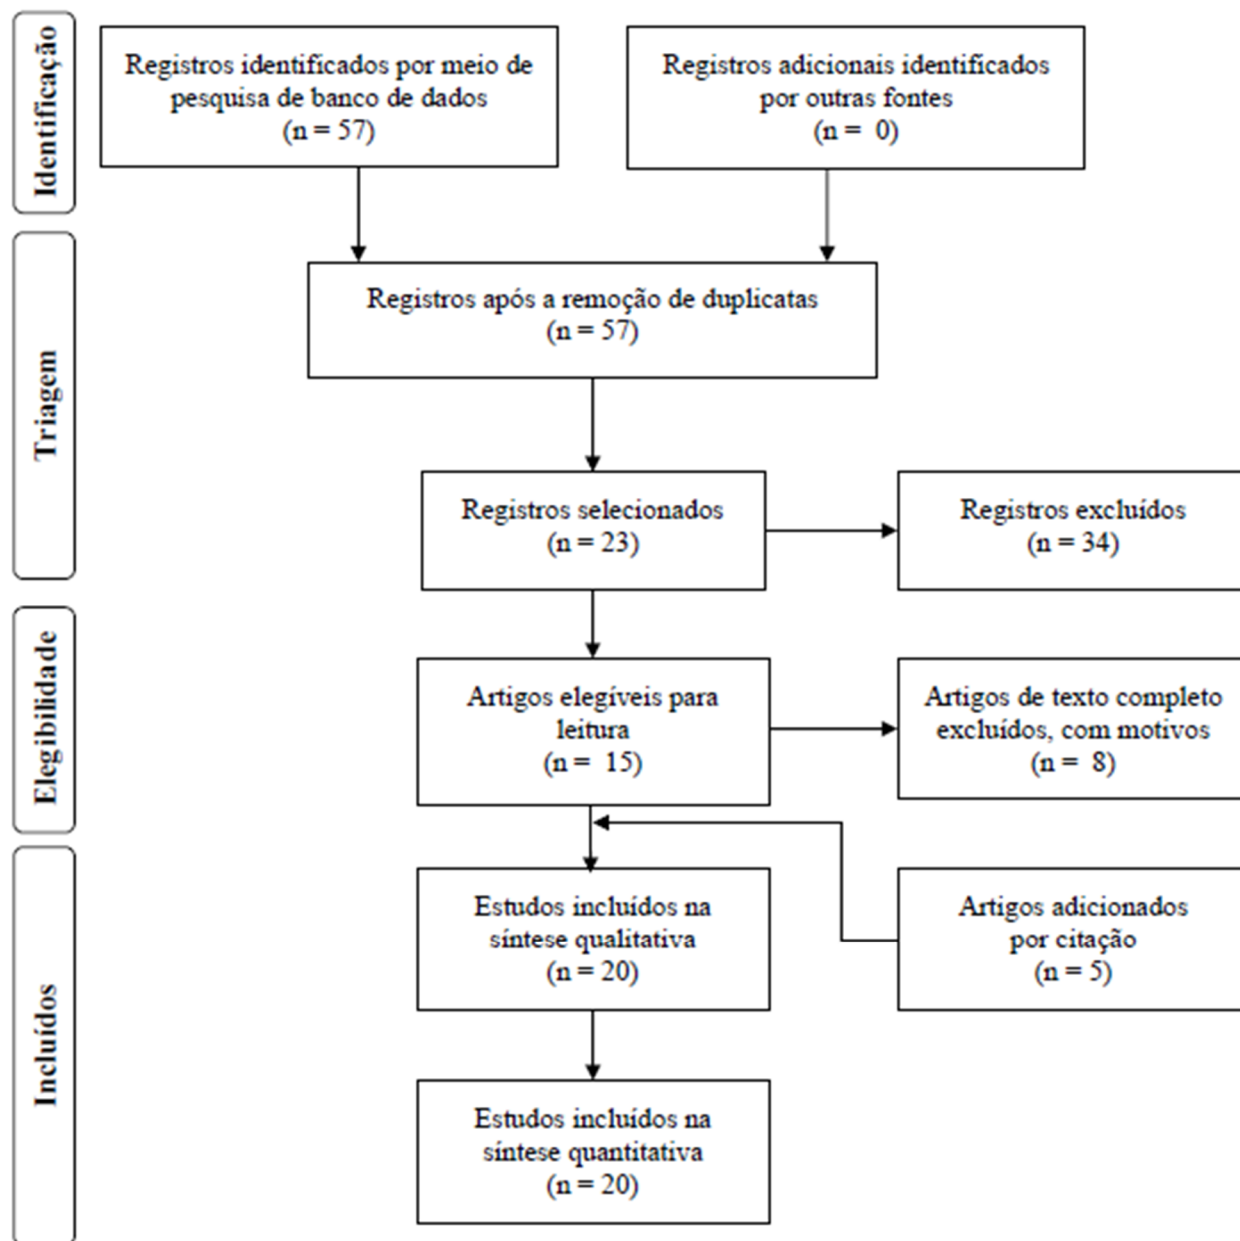 Identificação
Registros identificados por meio de
pesquisa de banco de dados
(n = 57)
Registros adicionais identificados
por outras fontes
(n =  0)
Triagem
Registros após a remoção de duplicatas
(n = 57)
Registros selecionados
(n = 23)
Registros excluídos
(n = 34)
Elegibilidade
Artigos elegíveis para
leitura
(n =  15)
Artigos de texto completo
excluídos, com motivos
(n =  8)
Incluídos
Estudos incluídos na
síntese qualitativa
(n = 20)
Artigos adicionados
por citação
(n = 5)
Estudos incluídos na
síntese quantitativa
(n = 20)